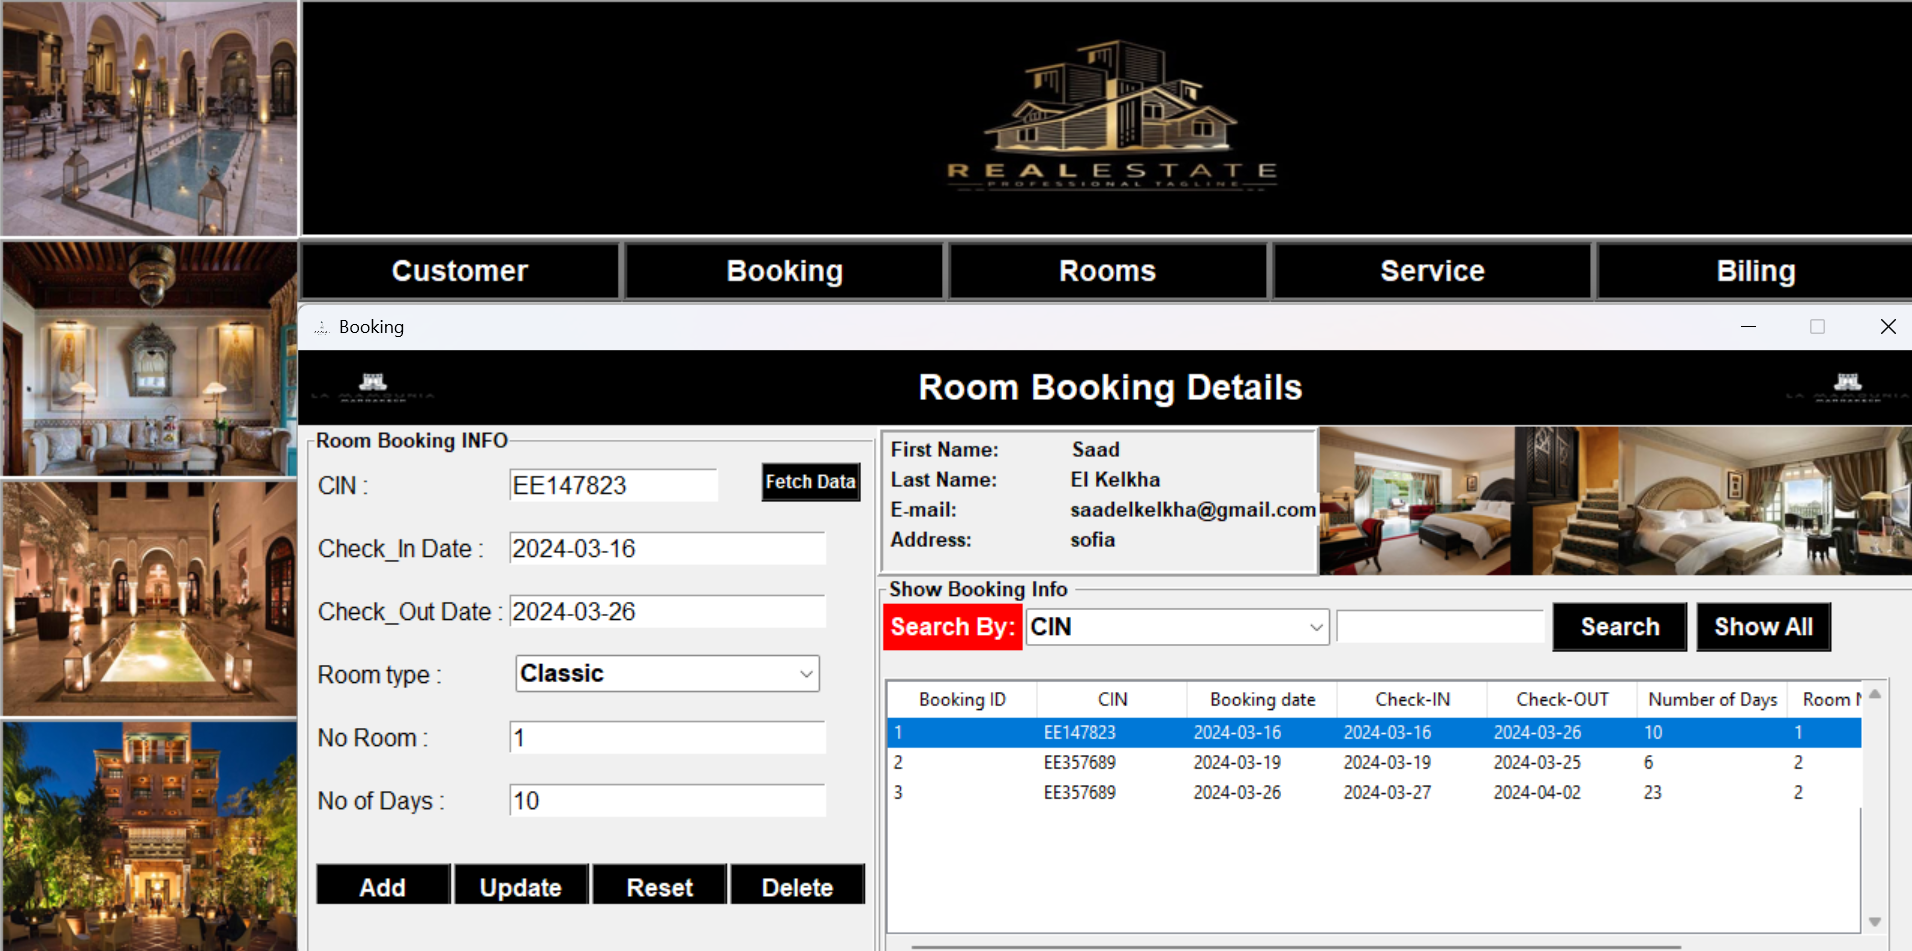 REALESTATE
PROFESSIONAL TAGLINE
Customer Booking Rooms Service Biling
Booking
LA MAMOUNIA
MARRAKECH
Room Booking Details
LA MAMOUNIA
MARRAKECH
Room Booking INFO
CIN : EE147823 Fetch Data
Check_In Date : 2024-03-16
Check_Out Date : 2024-03-26
Room type : Classic
No Room : 1
No of Days : 10
Add Update Reset Delete
First Name: Saad
Last Name: El Kelkha
E-mail: saadelkelkha@gmail.com
Address: sofia
Show Booking Info
Search By: CIN Search Show All
Booking ID CIN Booking date Check-IN Check-OUT Number of Days Room
1 EE147823 2024-03-16 2024-03-16 2024-03-26 10 1
2 EE357689 2024-03-19 2024-03-19 2024-03-25 6 2
3 EE357689 2024-03-26 2024-03-27 2024-04-02 23 2